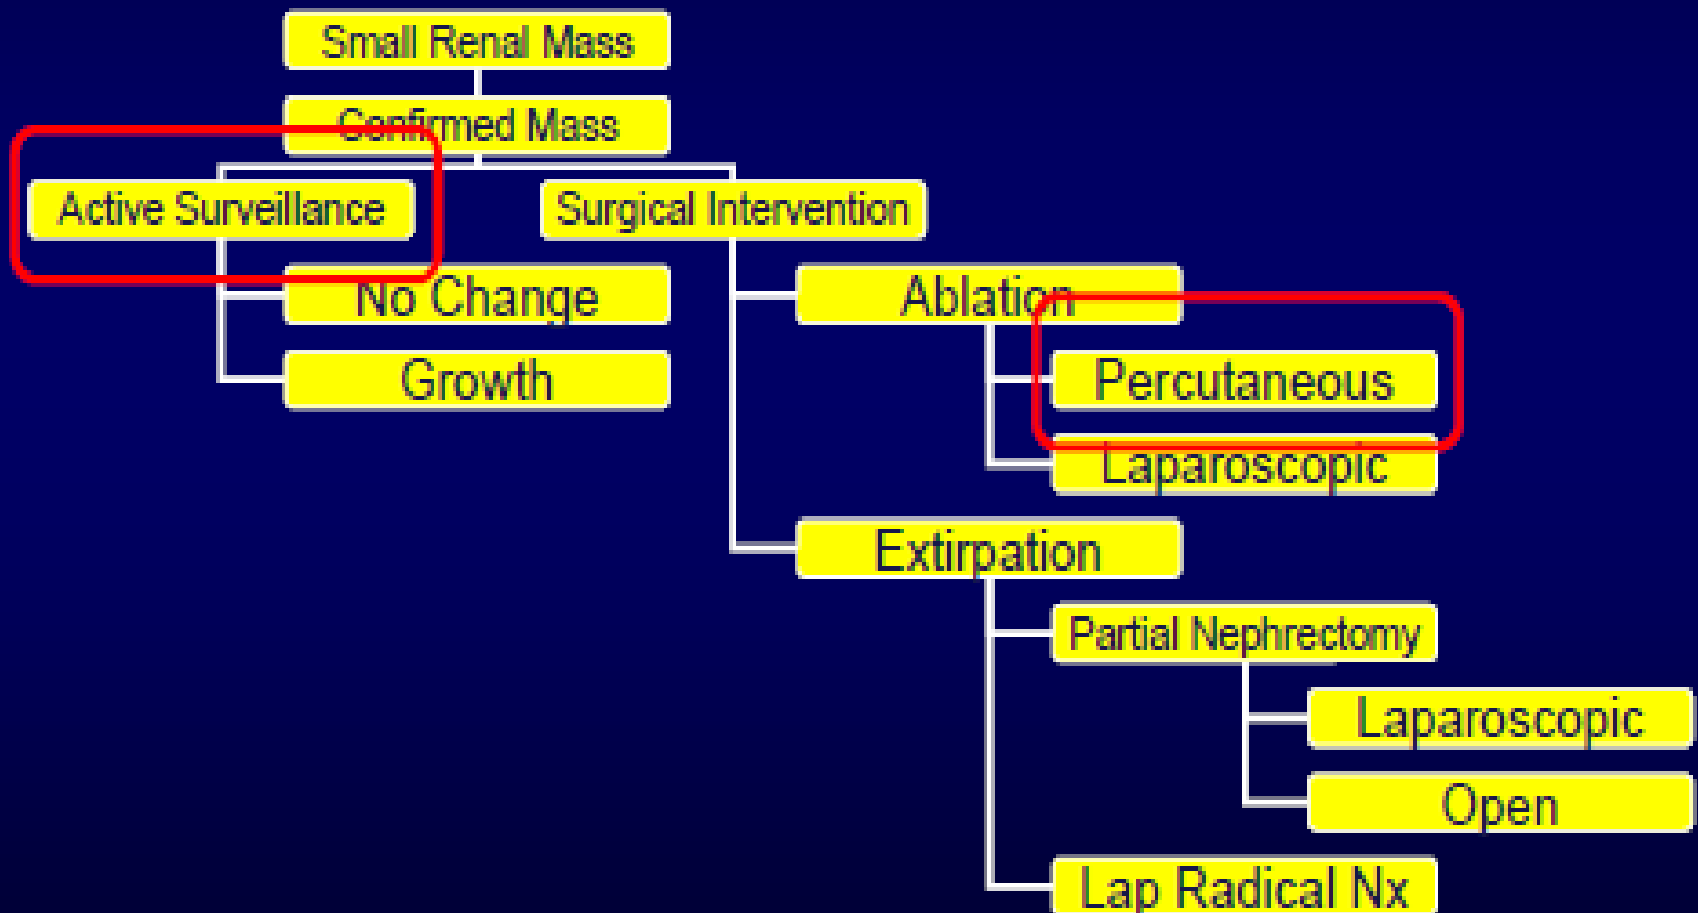 Small Renal Mass
Confirmed Mass
Active Surveillance
Surgical Intervention
No Change
Ablation
Growth
Percutaneous
Laparoscopic
Extirpation
Partial Nephrectomy
Laparoscopic
Open
Lap Radical Nx